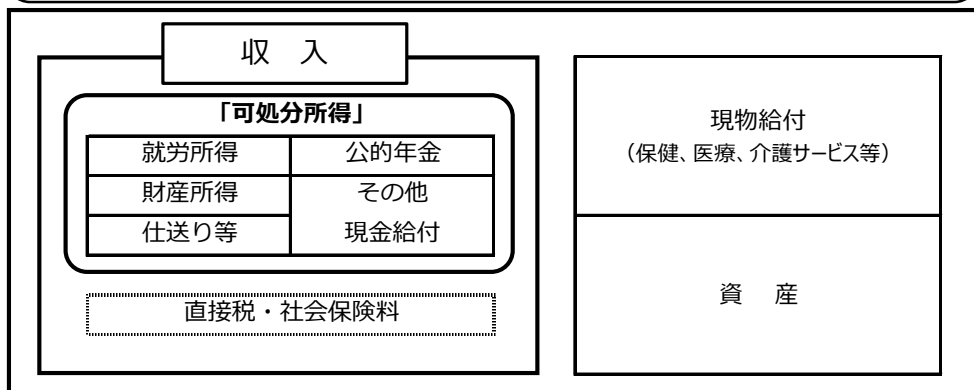 収 入
「可処分所得」
就労所得 公的年金
財産所得 その他
仕送り等 現金給付
直接税・社会保険料
現物給付
（保健、医療、介護サービス等）
資 産